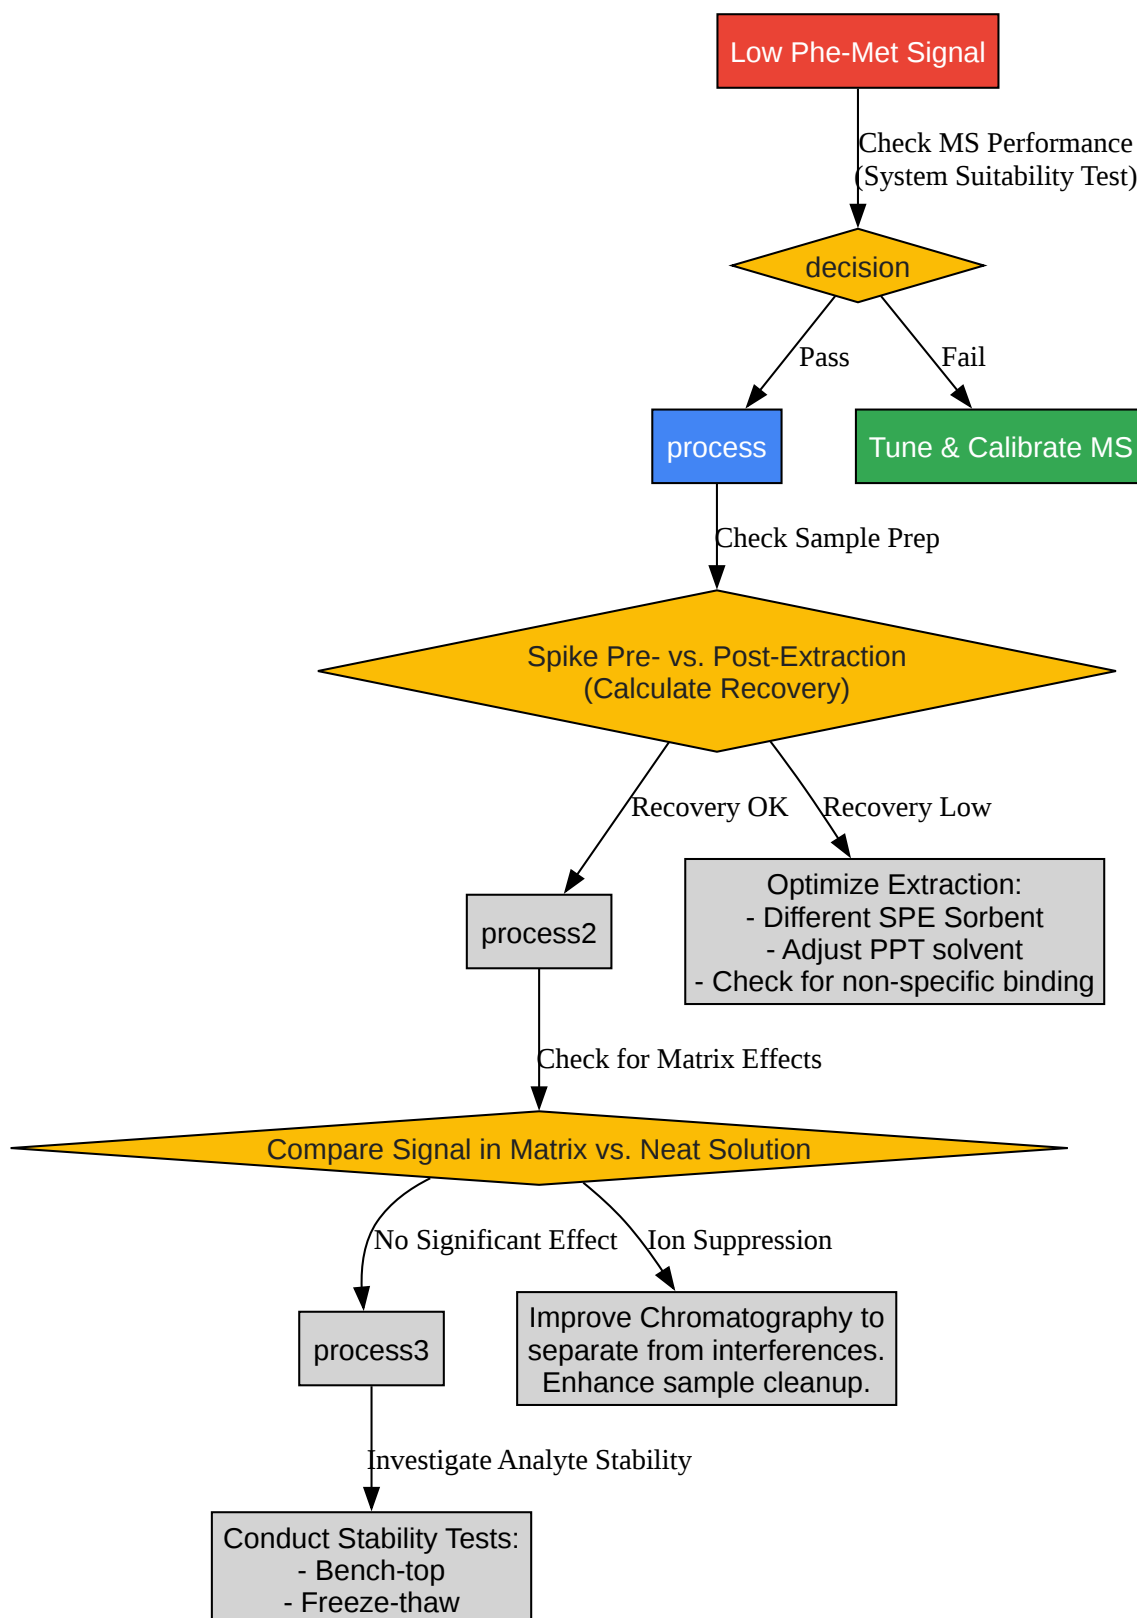 Low Phe-Met Signal
Check MS Performance
(System Suitability Test)
decision
Pass
Fail
process
Tune & Calibrate MS
Check Sample Prep
Spike Pre- vs. Post-Extraction
(Calculate Recovery)
Recovery OK
Recovery Low
process2
Optimize Extraction:
- Different SPE Sorbent
- Adjust PPT solvent
- Check for non-specific binding
Check for Matrix Effects
Compare Signal in Matrix vs. Neat Solution
No Significant Effect
Ion Suppression
process3
Improve Chromatography to
separate from interferences.
Enhance sample cleanup.
Investigate Analyte Stability
Conduct Stability Tests:
- Bench-top
- Freeze-thaw